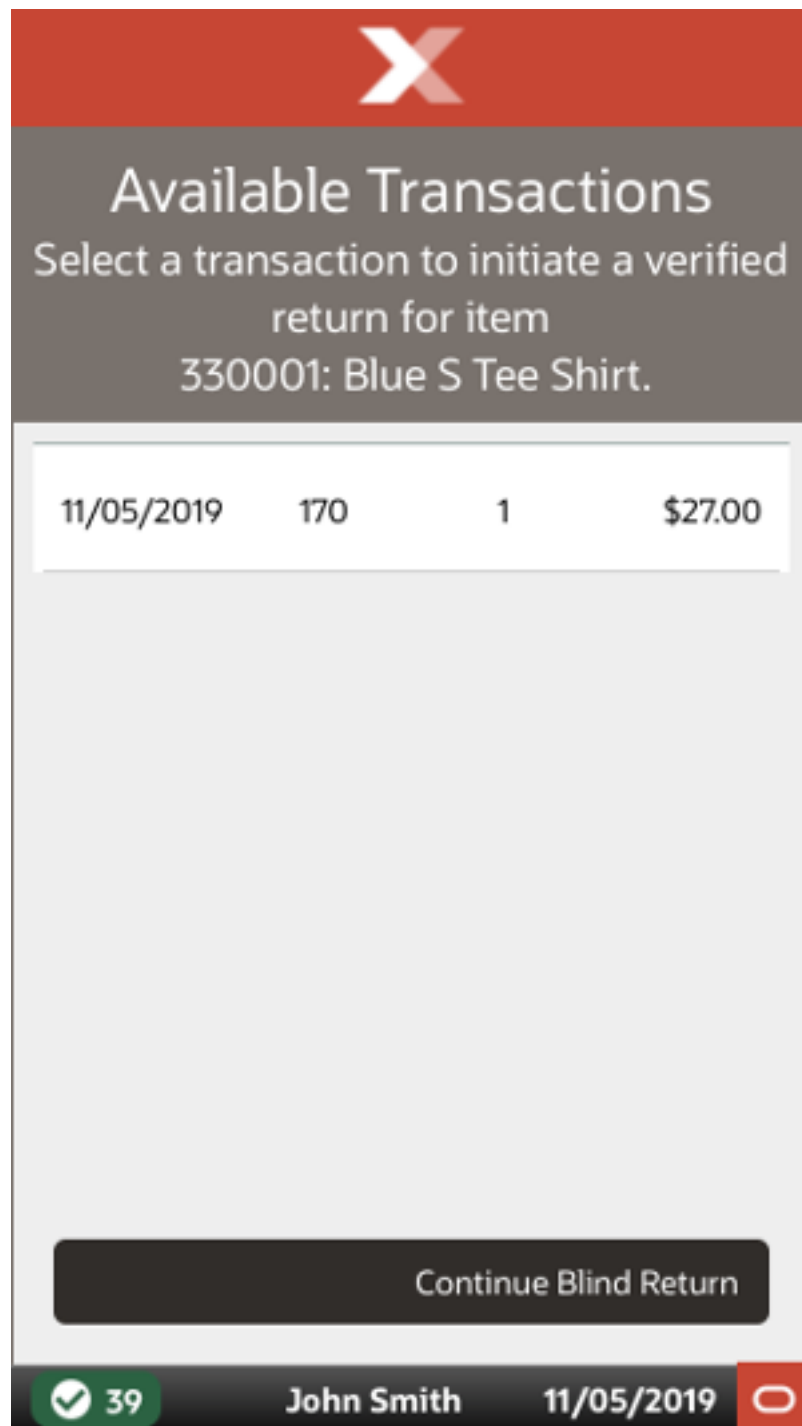 Available Transactions
Select a transaction to initiate a verified
return for item
330001: Blue S Tee Shirt.
11/05/2019 170 1 $27.00
Continue Blind Return
39 John Smith 11/05/2019